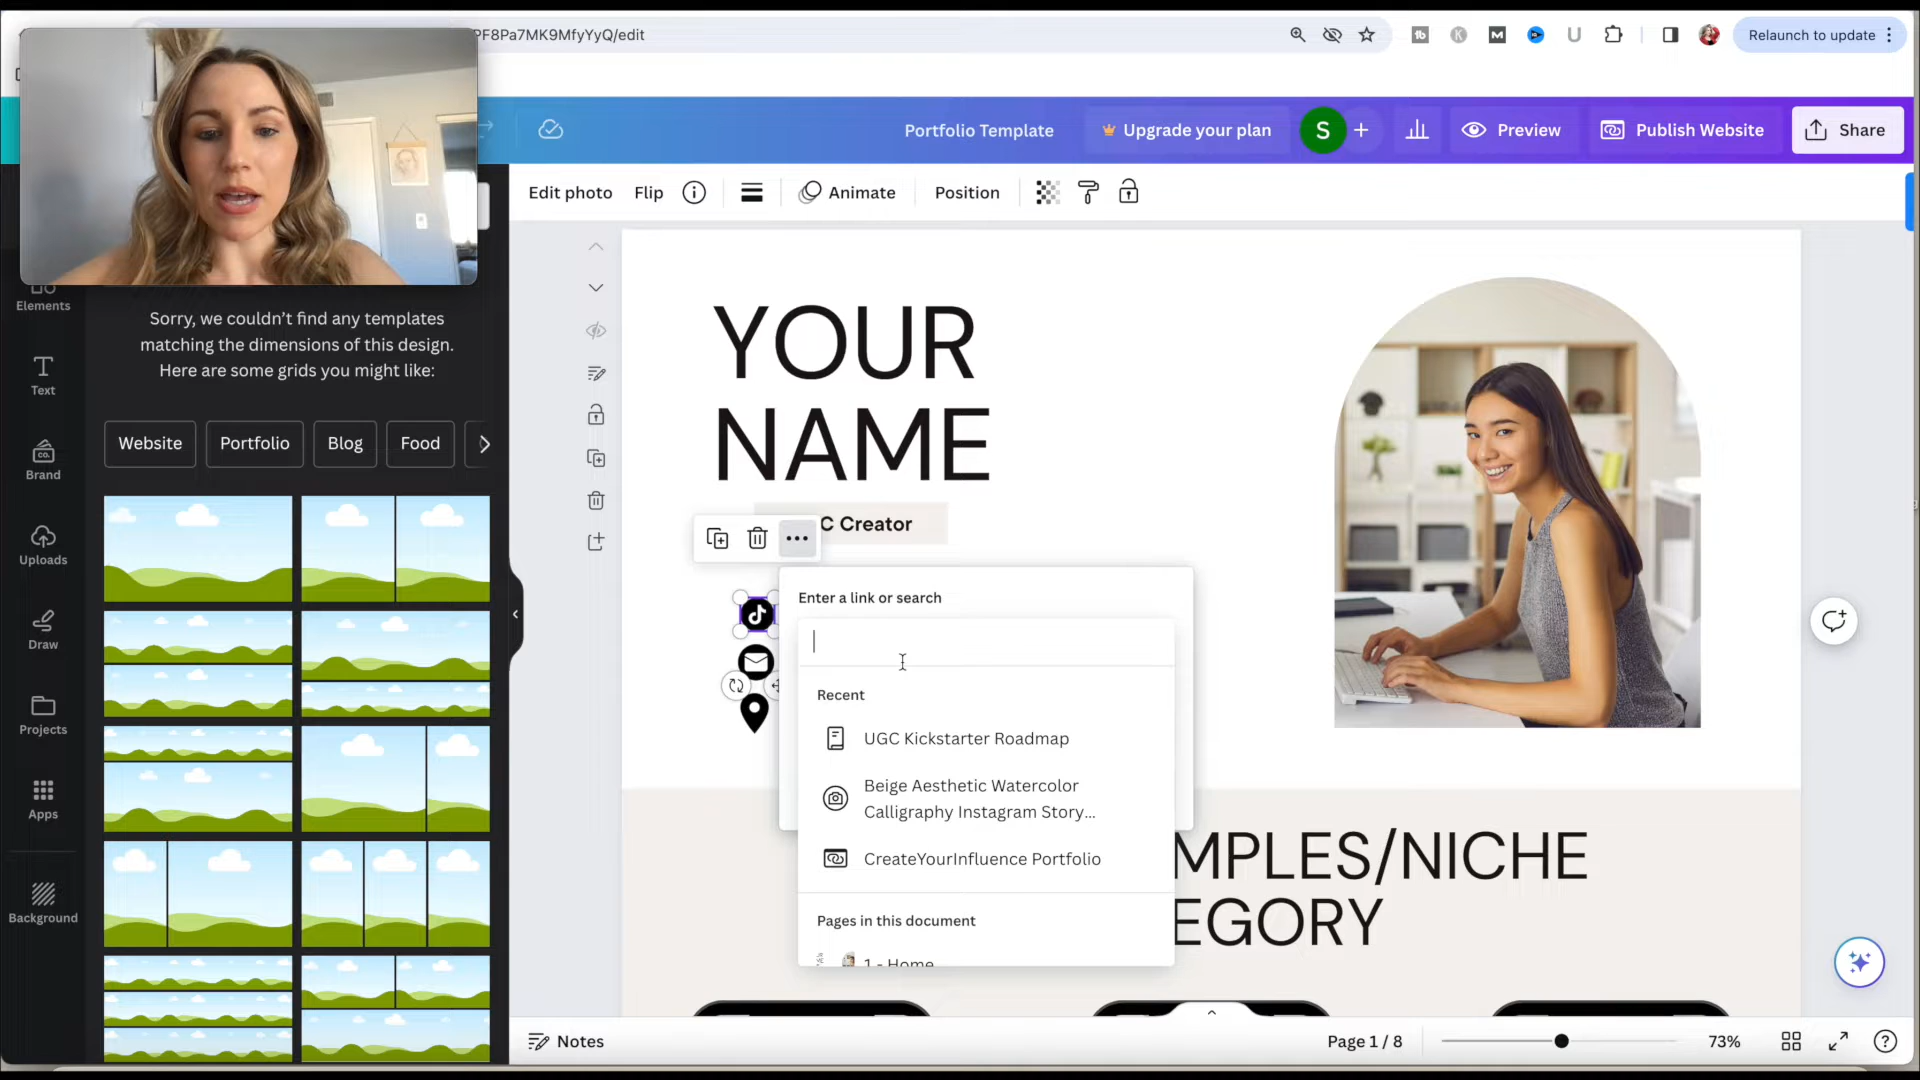 PF8Pa7MK9MfyYyQ/edit
Relaunch to update
Portfolio Template
Upgrade your plan
S
Preview
Publish Website
Share
Edit photo
Flip
Animate
Position
Elements
Text
Brand
Uploads
Draw
Projects
Apps
Background
Sorry, we couldn't find any templates
matching the dimensions of this design.
Here are some grids you might like:
Website
Portfolio
Blog
Food
YOUR
NAME
C Creator
Enter a link or search
Recent
UGC Kickstarter Roadmap
Beige Aesthetic Watercolor
Calligraphy Instagram Story...
CreateYourInfluence Portfolio
Pages in this document
1 - Home
MPLES/NICHE
EGORY
Notes
Page 1 / 8
73%